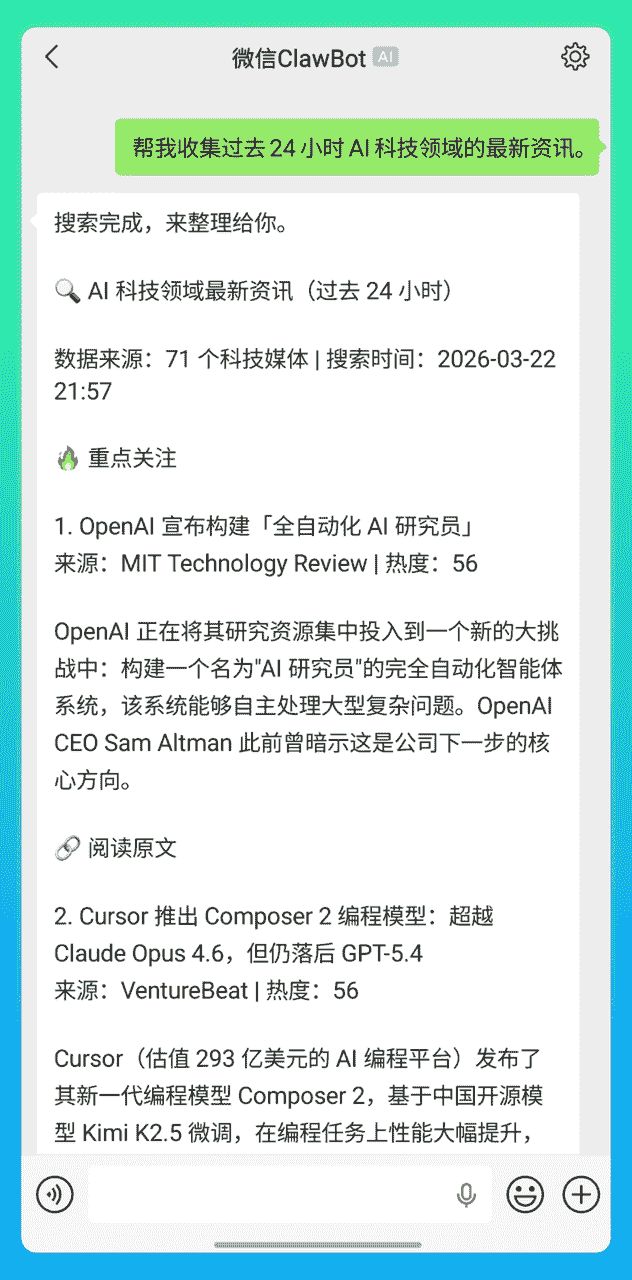 微信ClawBot AI
帮我收集过去 24 小时 AI 科技领域的最新资讯。
搜索完成，来整理给你。
🔍 AI 科技领域最新资讯（过去 24 小时）
数据来源：71 个科技媒体 | 搜索时间：2026-03-22
21:57
🔥 重点关注
1. OpenAI 宣布构建「全自动化 AI 研究员」
来源：MIT Technology Review | 热度：56
OpenAI 正在将其研究资源集中投入到一个新的大挑
战中：构建一个名为"AI 研究员"的完全自动化智能体
系统，该系统能够自主处理大型复杂问题。OpenAI
CEO Sam Altman 此前曾暗示这是公司下一步的核
心方向。
🔗 阅读原文
2. Cursor 推出 Composer 2 编程模型：超越
Claude Opus 4.6，但仍落后 GPT-5.4
来源：VentureBeat | 热度：56
Cursor（估值 293 亿美元的 AI 编程平台）发布了
其新一代编程模型 Composer 2，基于中国开源模
型 Kimi K2.5 微调，在编程任务上性能大幅提升，